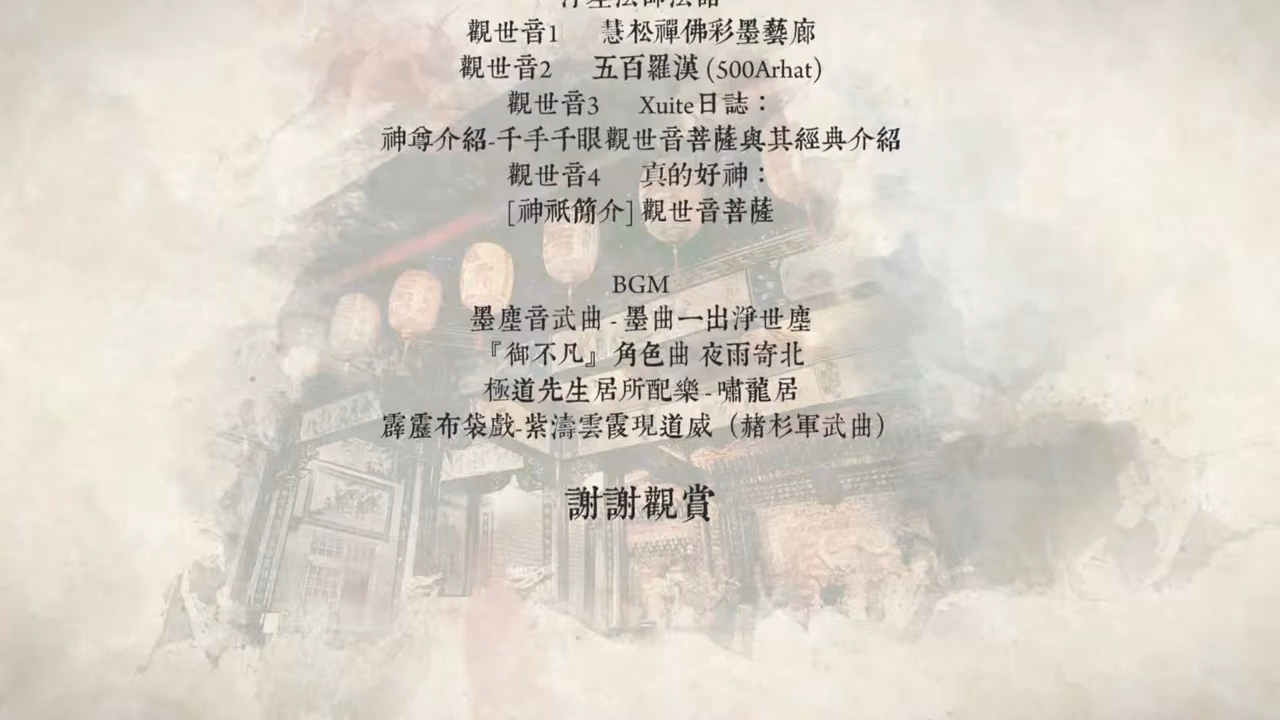 觀世音1 慧松禪佛彩墨藝廊
觀世音2 五百羅漢 (500Arhat)
觀世音3 Xuite日誌：
神尊介紹-千手千眼觀世音菩薩與其經典介紹
觀世音4 真的好神：
[神祇簡介] 觀世音菩薩
BGM
墨塵音武曲 - 墨曲一出淨世塵
『御不凡』 角色曲 夜雨寄北
極道先生居所配樂 - 嘯龍居
霹靂布袋戲-紫濤雲霞現道威（赭杉軍武曲）
謝謝觀賞